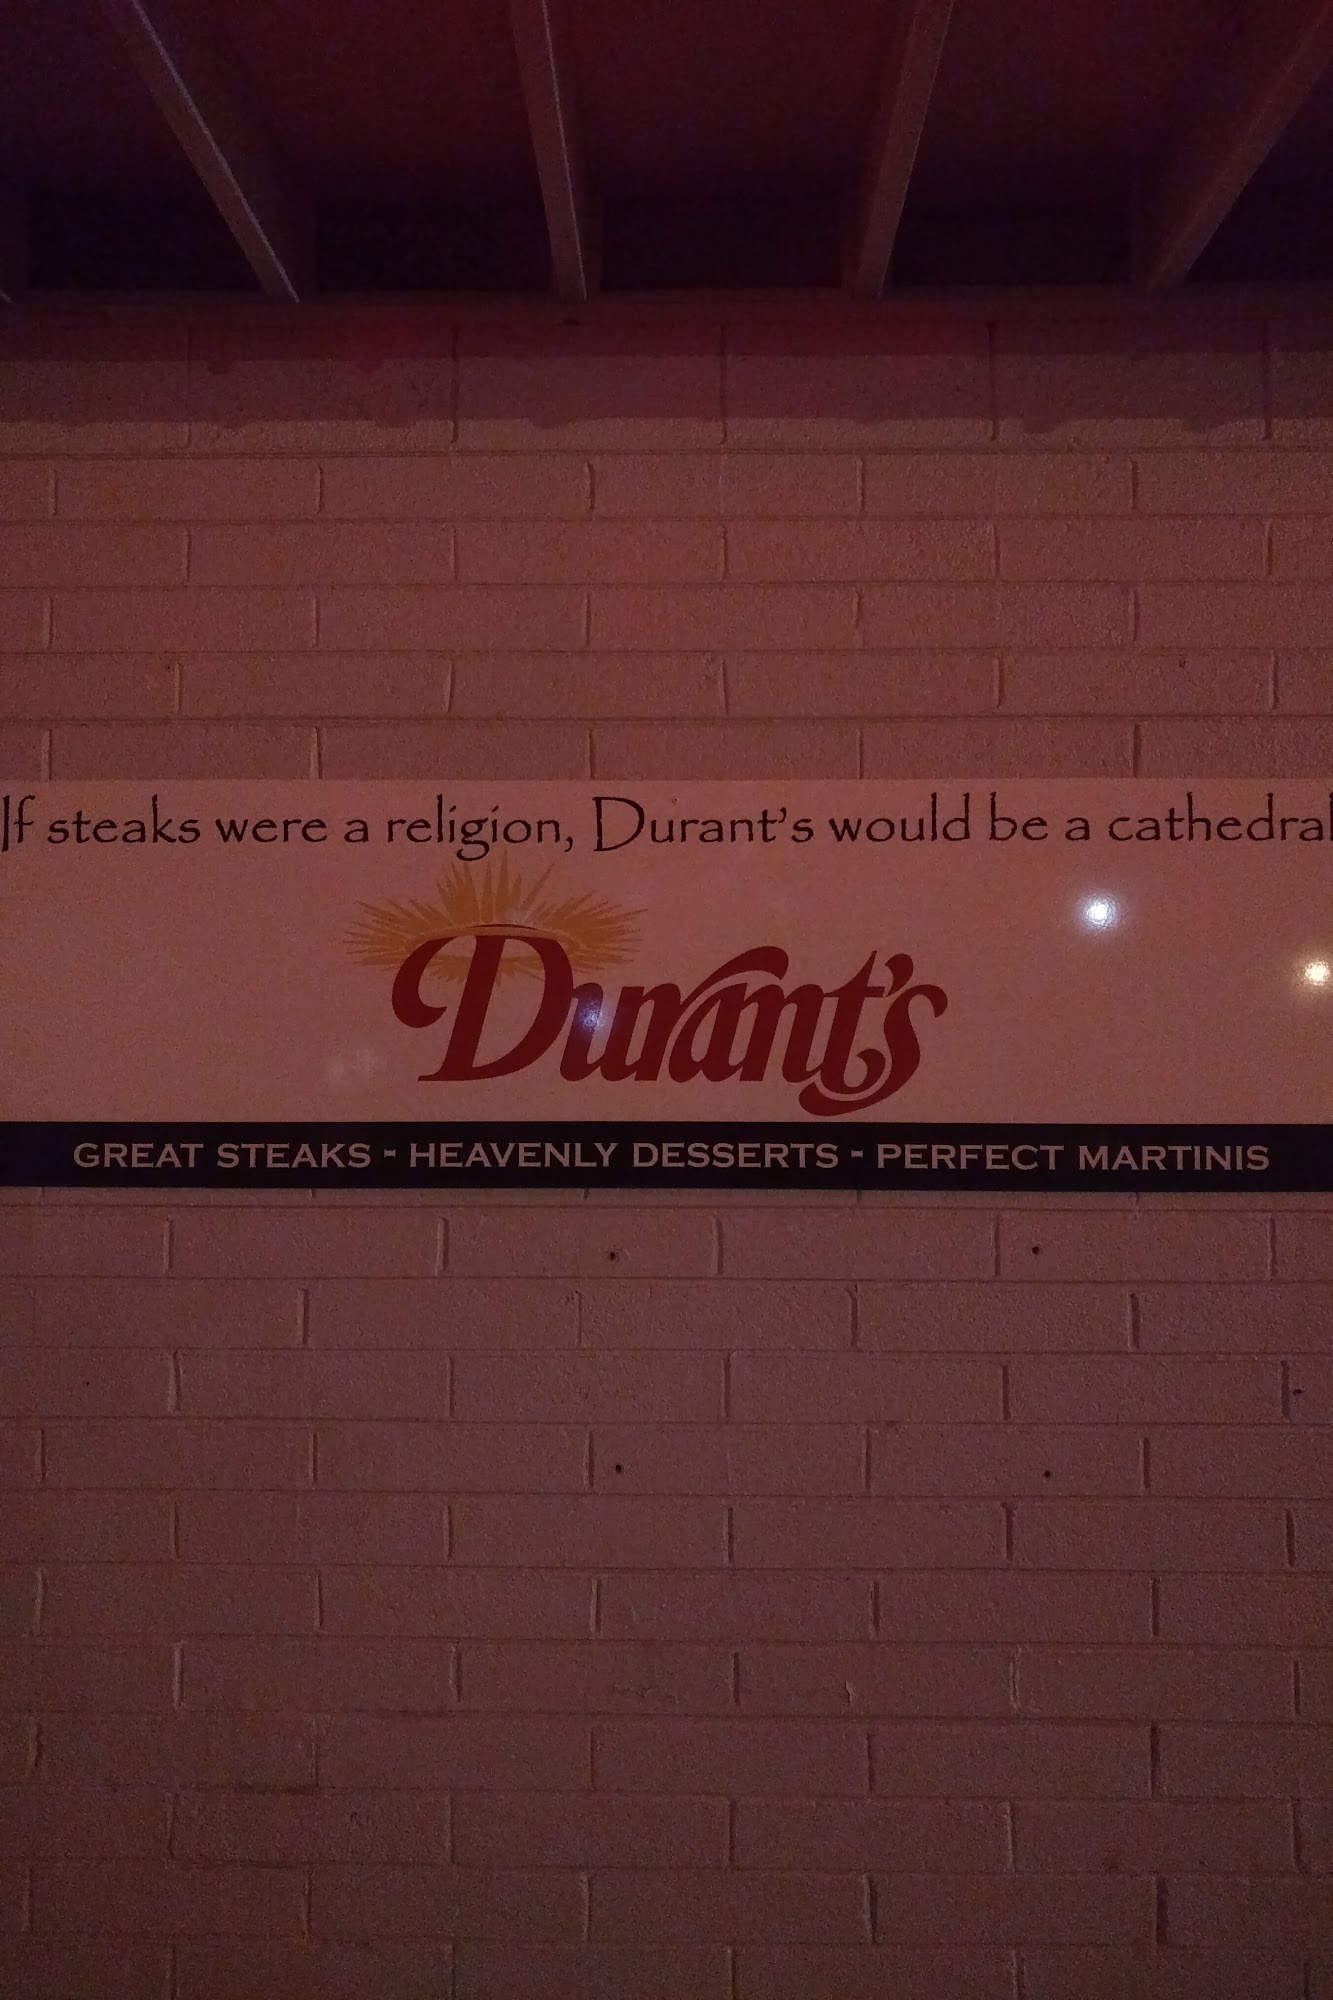 If steaks were a religion, Durant's would be a cathedral
Durant's
GREAT STEAKS - HEAVENLY DESSERTS - PERFECT MARTINIS